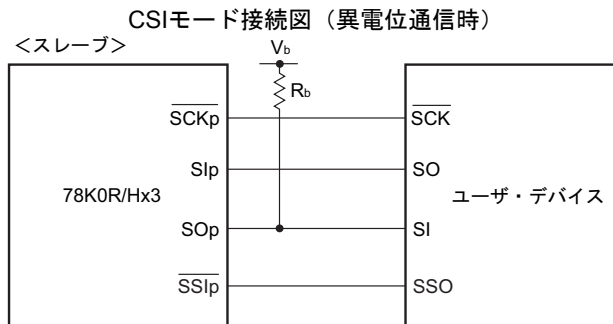 CSIモード接続図（異電位通信時）
＜スレーブ＞
Vb
Rb
SCKp
SCK
SIp
SO
78K0R/Hx3
ユーザ・デバイス
SOp
SI
SSIp
SSO